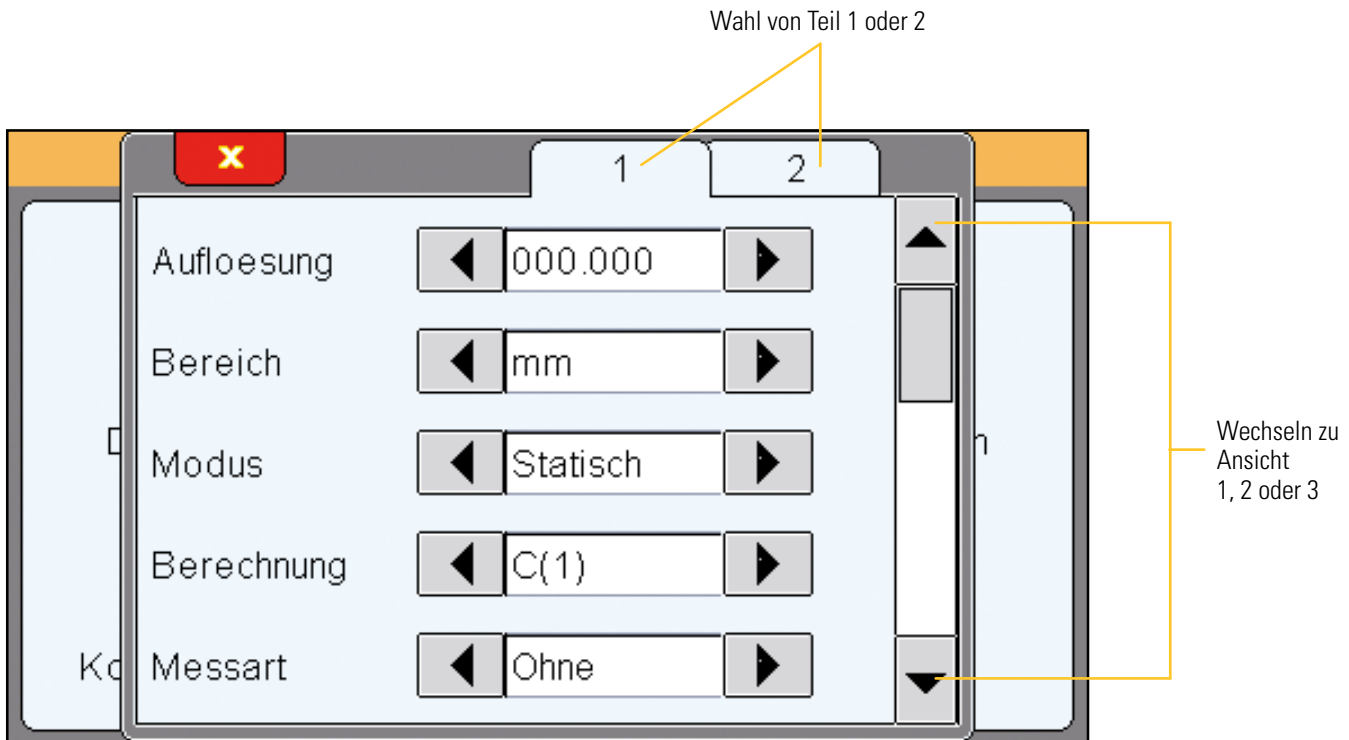 Wahl von Teil 1 oder 2
x
1
2
Aufloesung
000.000
Bereich
mm
Modus
Statisch
Berechnung
C(1)
Messart
Ohne
Wechseln zu
Ansicht
1, 2 oder 3